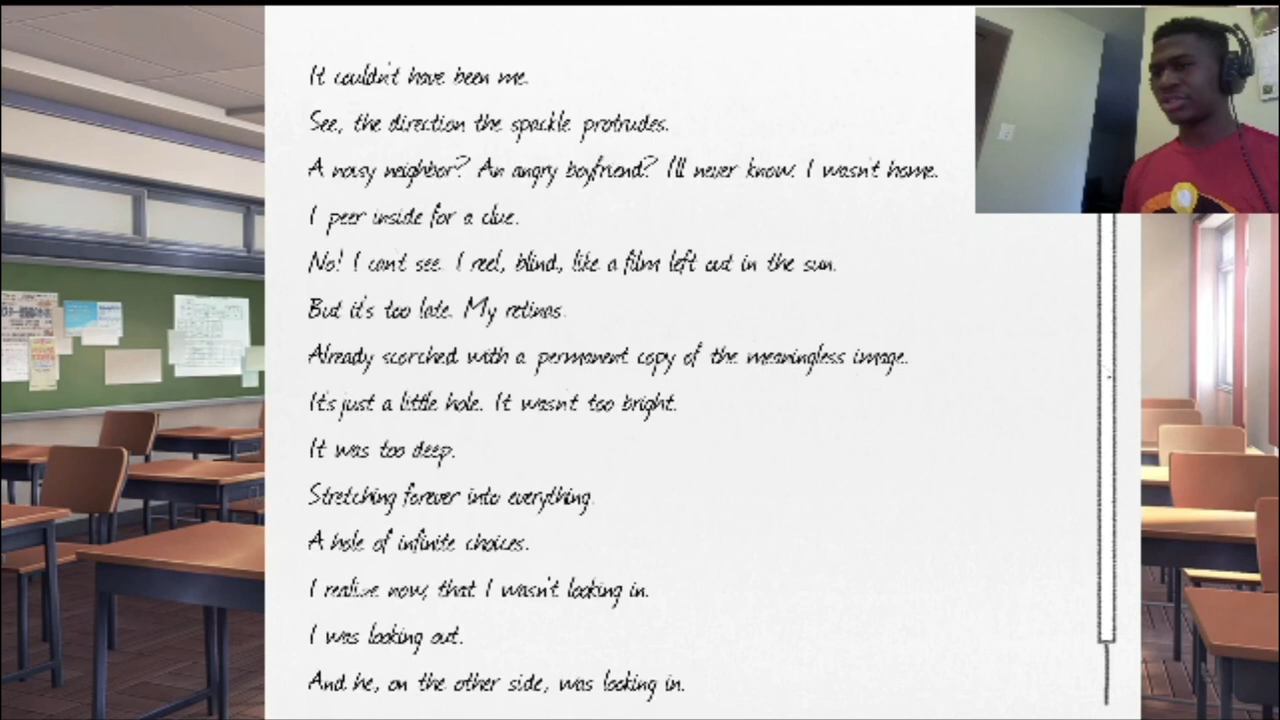 It couldn't have been me.
See, the direction the spackle protrudes.
A noisy neighbor? An angry boyfriend? I'll never know. I wasn't home.
I peer inside for a clue.
No! I can't see. I reel, blind, like a film left out in the sun.
But it's too late. My retinas.
Already scorched with a permanent copy of the meaningless image.
It's just a little hole. It wasn't too bright.
It was too deep.
Stretching forever into everything.
A hole of infinite choices.
I realize now, that I wasn't looking in.
I was looking out.
And he, on the other side, was looking in.